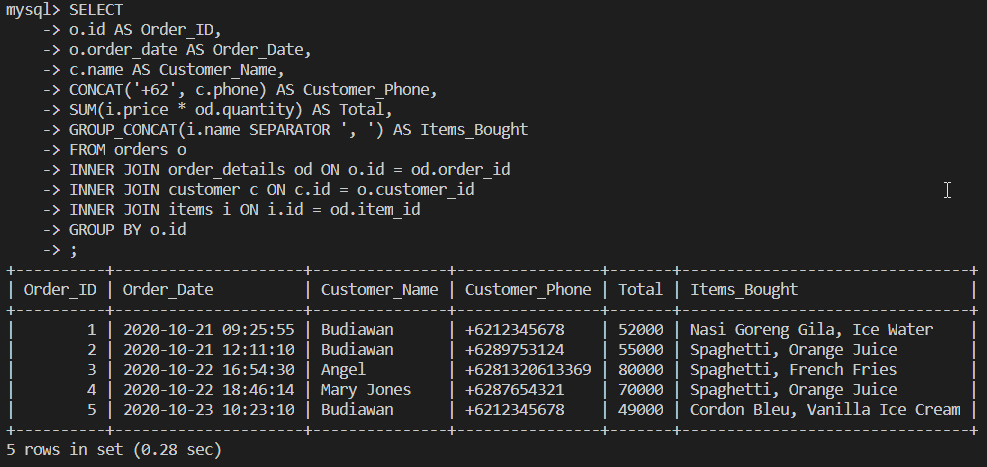 mysql> SELECT
    -> o.id AS Order_ID,
    -> o.order_date AS Order_Date,
    -> c.name AS Customer_Name,
    -> CONCAT('+62', c.phone) AS Customer_Phone,
    -> SUM(i.price * od.quantity) AS Total,
    -> GROUP_CONCAT(i.name SEPARATOR ', ') AS Items_Bought
    -> FROM orders o
    -> INNER JOIN order_details od ON o.id = od.order_id
    -> INNER JOIN customer c ON c.id = o.customer_id
    -> INNER JOIN items i ON i.id = od.item_id
    -> GROUP BY o.id
    -> ;
+----------+---------------------+---------------+----------------+-------+--------------------------------+
| Order_ID | Order_Date          | Customer_Name | Customer_Phone | Total | Items_Bought                   |
+----------+---------------------+---------------+----------------+-------+--------------------------------+
|        1 | 2020-10-21 09:25:55 | Budiawan      | +6212345678    | 52000 | Nasi Goreng Gila, Ice Water    |
|        2 | 2020-10-21 12:11:10 | Budiawan      | +6289753124    | 55000 | Spaghetti, Orange Juice        |
|        3 | 2020-10-22 16:54:30 | Angel         | +6281320613369 | 80000 | Spaghetti, French Fries        |
|        4 | 2020-10-22 18:46:14 | Mary Jones    | +6287654321    | 70000 | Spaghetti, Orange Juice        |
|        5 | 2020-10-23 10:23:10 | Budiawan      | +6212345678    | 49000 | Cordon Bleu, Vanilla Ice Cream |
+----------+---------------------+---------------+----------------+-------+--------------------------------+
5 rows in set (0.28 sec)